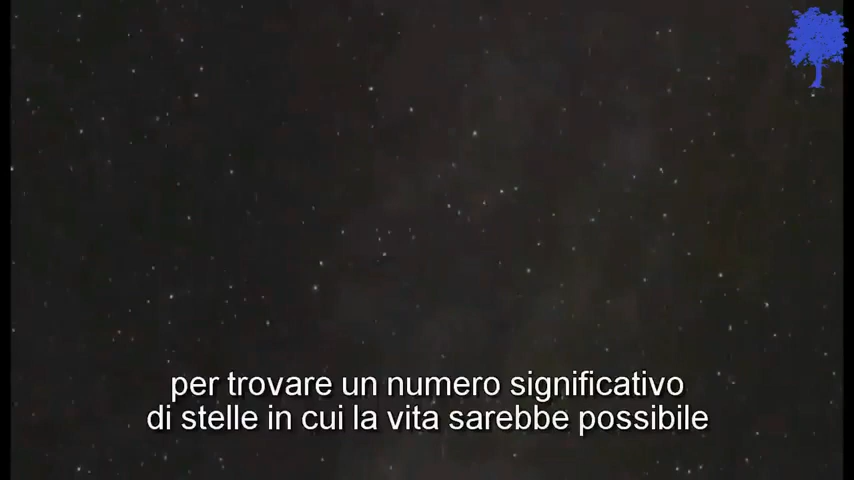 per trovare un numero significativo
di stelle in cui la vita sarebbe possibile